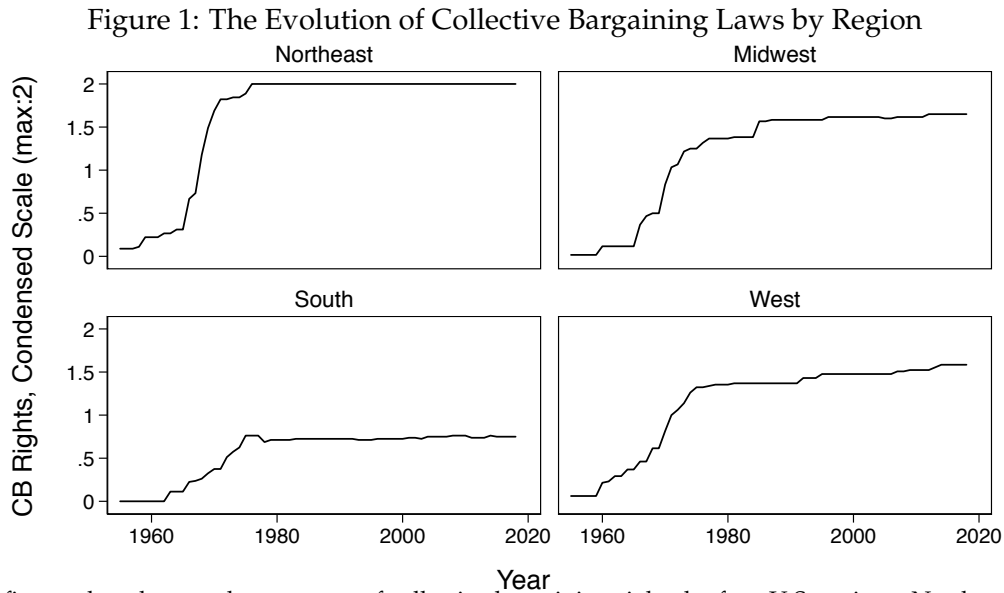 Figure 1: The Evolution of Collective Bargaining Laws by Region
Northeast
Midwest
CB Rights, Condensed Scale (max:2)
2
1.5
1
.5
0
South
West
2
1.5
1
.5
0
1960 1980 2000 2020
1960 1980 2000 2020
Year